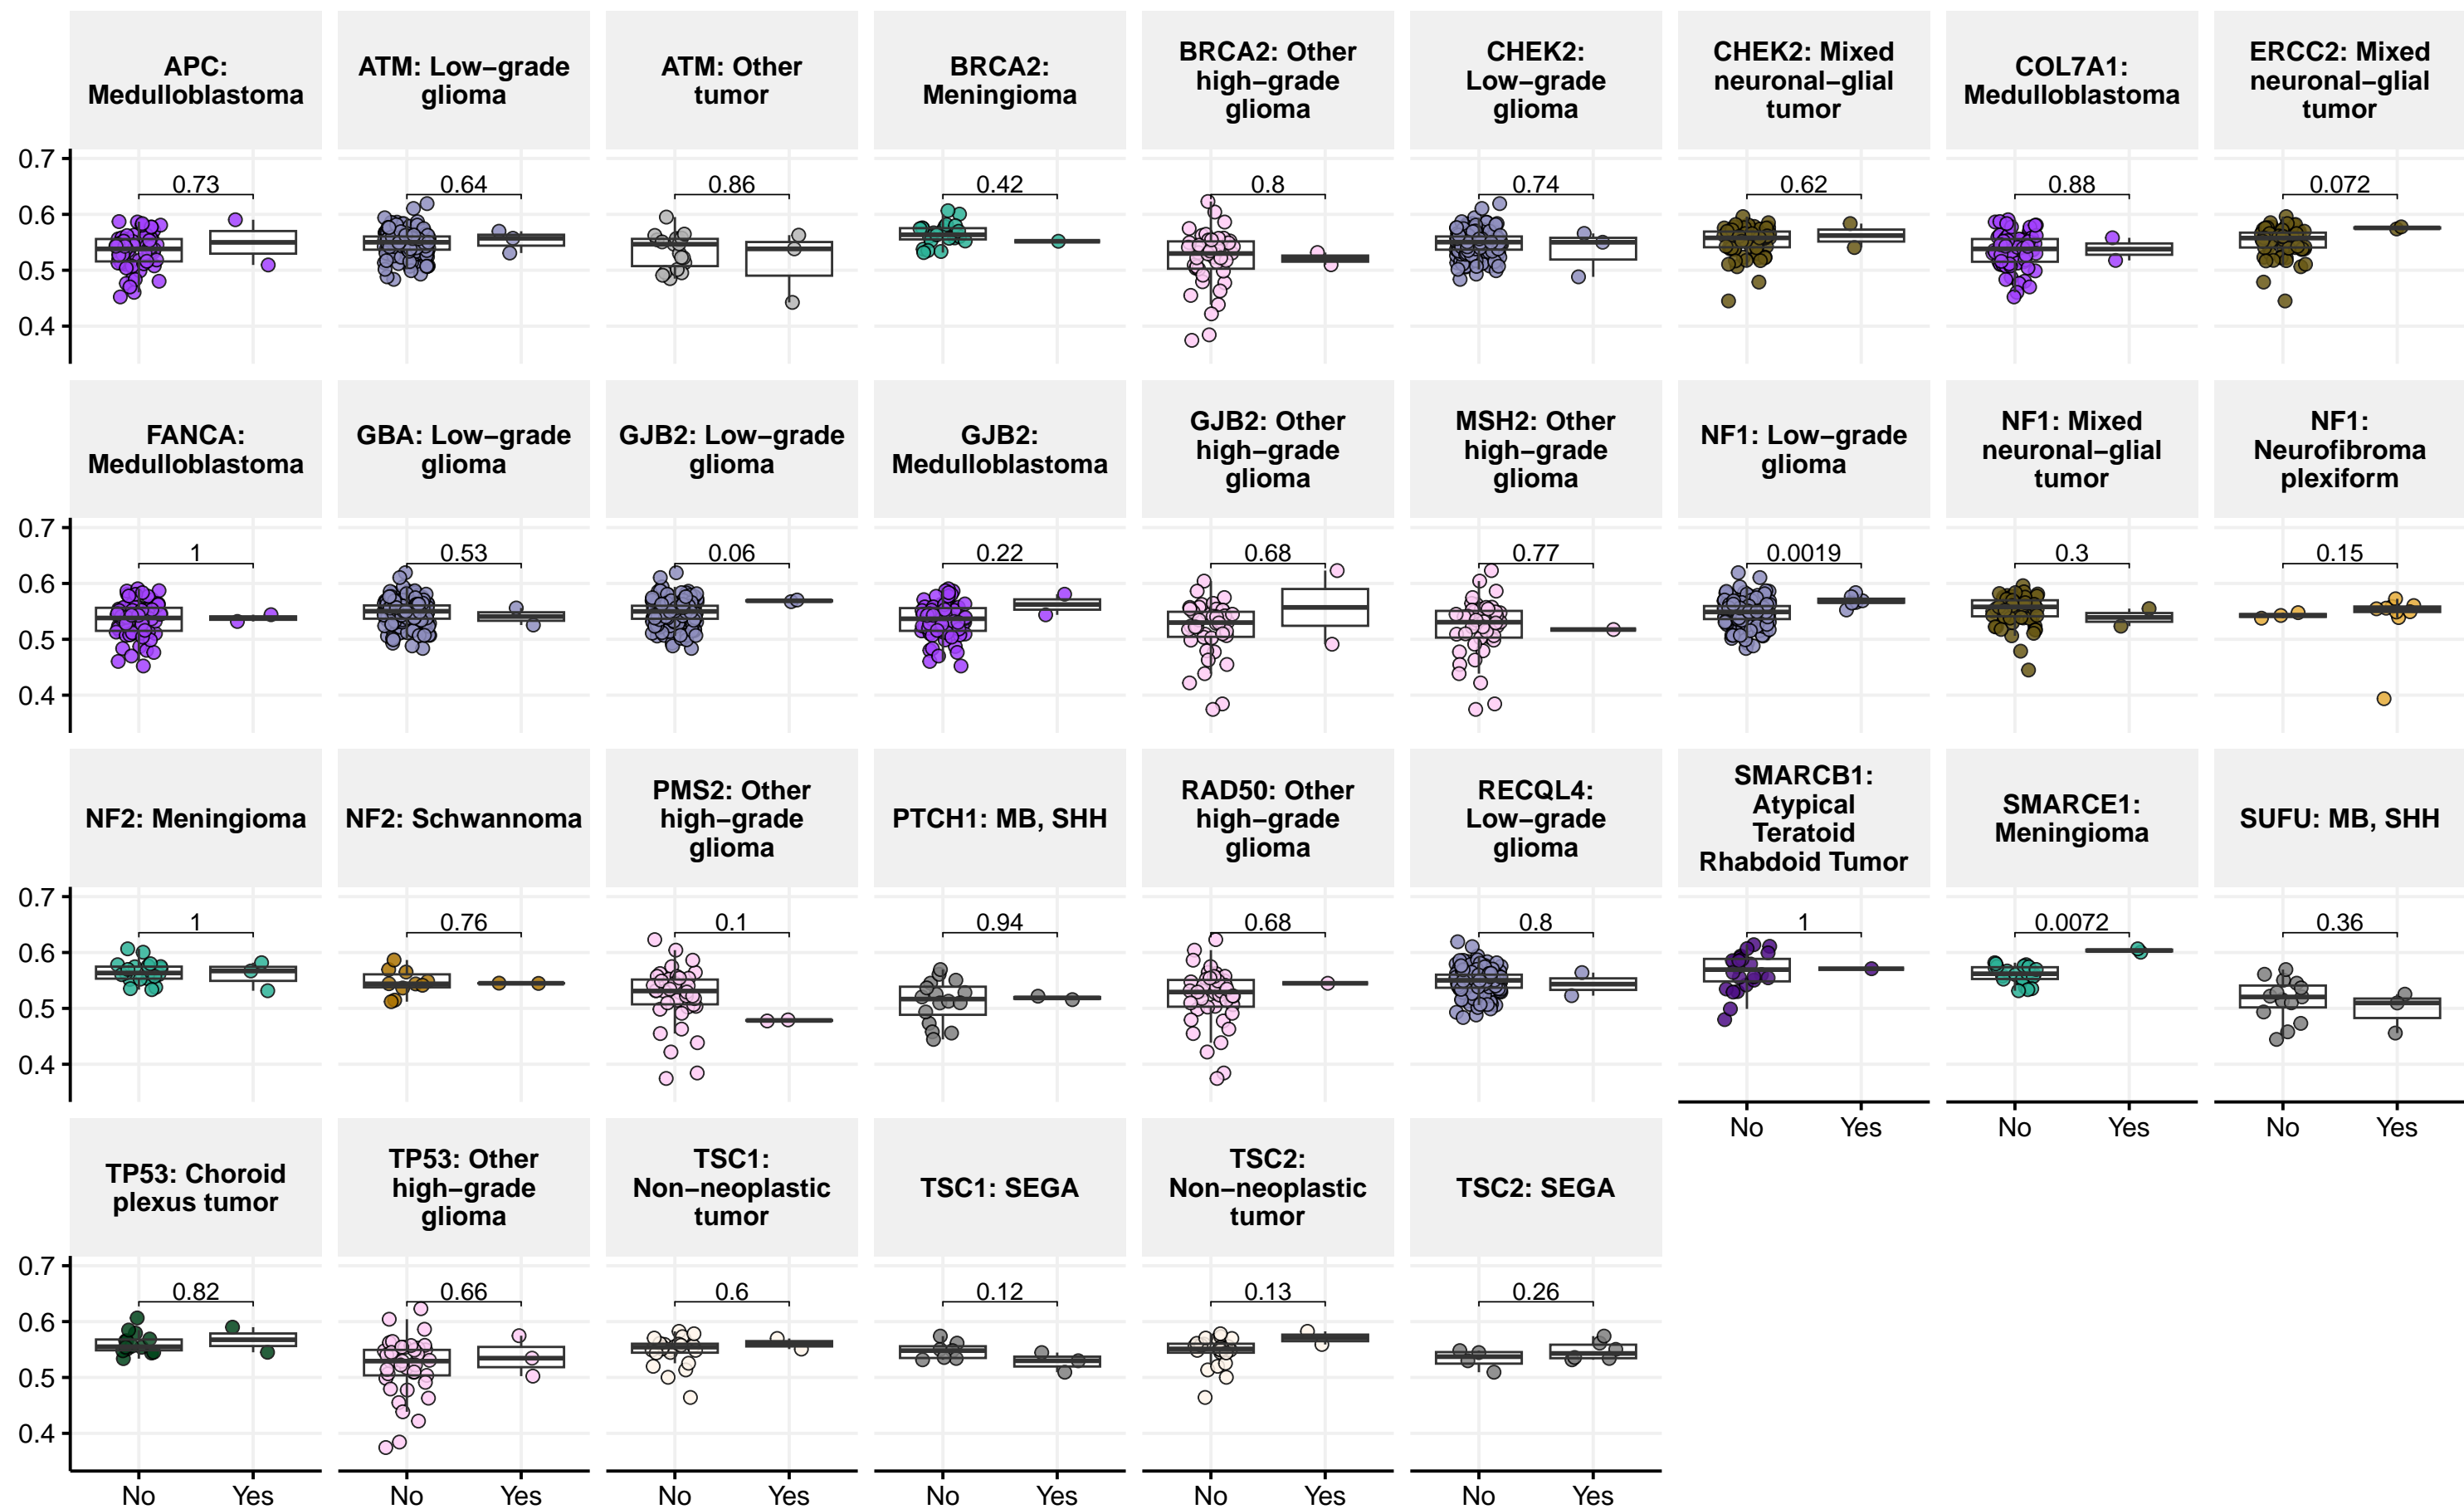 APC:
Medulloblastoma
ATM: Low−grade
glioma
ATM: Other
tumor
BRCA2:
Meningioma
BRCA2: Other
high−grade
glioma
CHEK2:
Low−grade
glioma
CHEK2: Mixed
neuronal−glial
tumor
COL7A1:
Medulloblastoma
ERCC2: Mixed
neuronal−glial
tumor
0.7
0.6
0.5
0.4
0.73
0.64
0.86
0.42
0.8
0.74
0.62
0.88
0.072
FANCA:
Medulloblastoma
GBA: Low−grade
glioma
GJB2: Low−grade
glioma
GJB2:
Medulloblastoma
GJB2: Other
high−grade
glioma
MSH2: Other
high−grade
glioma
NF1: Low−grade
glioma
NF1: Mixed
neuronal−glial
tumor
NF1:
Neurofibroma
plexiform
0.7
0.6
0.5
0.4
1
0.53
0.06
0.22
0.68
0.77
0.0019
0.3
0.15
NF2: Meningioma
NF2: Schwannoma
PMS2: Other
high−grade
glioma
PTCH1: MB, SHH
RAD50: Other
high−grade
glioma
RECQL4:
Low−grade
glioma
SMARCB1:
Atypical
Teratoid
Rhabdoid Tumor
SMARCE1:
Meningioma
SUFU: MB, SHH
0.7
0.6
0.5
0.4
1
0.76
0.1
0.94
0.68
0.8
1
0.0072
0.36
No Yes
No Yes
No Yes
TP53: Choroid
plexus tumor
TP53: Other
high−grade
glioma
TSC1:
Non−neoplastic
tumor
TSC1: SEGA
TSC2:
Non−neoplastic
tumor
TSC2: SEGA
0.7
0.6
0.5
0.4
0.82
0.66
0.6
0.12
0.13
0.26
No Yes
No Yes
No Yes
No Yes
No Yes
No Yes